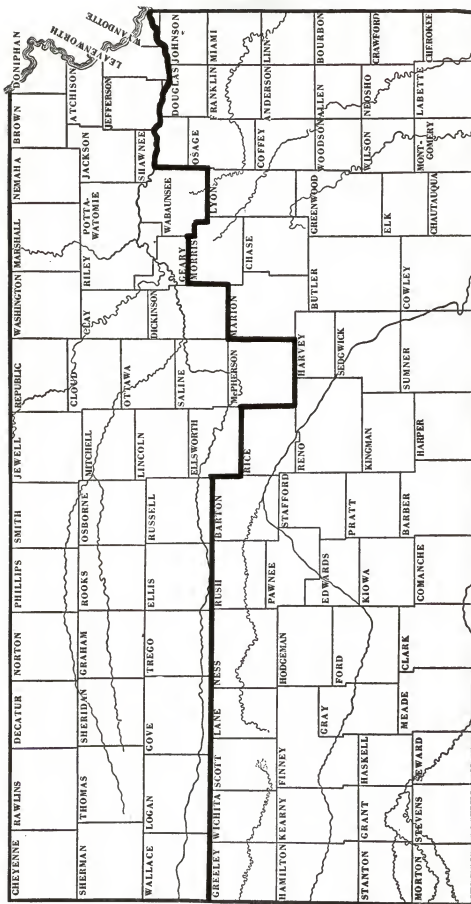 CHEYENNE
RAWLINS
DECATUR
NORTON
PHILLIPS
SMITH
JEWELL
REPUBLIC
WASHINGTON
MARSHALL
NEMAHA
BROWN
DONIPHAN
SHERMAN
THOMAS
SHERIDAN
GRAHAM
ROOKS
OSBORNE
MITCHELL
CLOUD
CLAY
RILEY
POTTA-
WATOMIE
JACKSON
ATCHISON
JEFFERSON
LEAVENWORTH
WYANDOTTE
WALLACE
LOGAN
GOVE
TREGO
ELLIS
RUSSELL
LINCOLN
OTTAWA
ELLSWORTH
SALINE
DICKINSON
GEARY
WABAUNSEE
SHAWNEE
DOUGLAS
JOHNSON
GREELEY
WICHITA
SCOTT
LANE
NESS
RUSH
BARTON
RICE
McPHERSON
MARION
MORRIS
CHASE
LYON
OSAGE
COFFEY
FRANKLIN
ANDERSON
MIAMI
LINN
HAMILTON
KEARNY
FINNEY
HODGEMAN
PAWNEE
EDWARDS
STAFFORD
RENO
HARVEY
SEDGWICK
BUTLER
GREENWOOD
WOODSON
ALLEN
BOURBON
GRAY
FORD
KIOWA
PRATT
KINGMAN
STANTON
GRANT
HASKELL
ELK
WILSON
NEOSHO
CRAWFORD
MORTON
STEVENS
SEWARD
MEADE
CLARK
COMANCHE
BARBER
HARPER
SUMNER
COWLEY
CHAUTAUQUA
MONT-
GOMERY
LABETTE
CHEROKEE